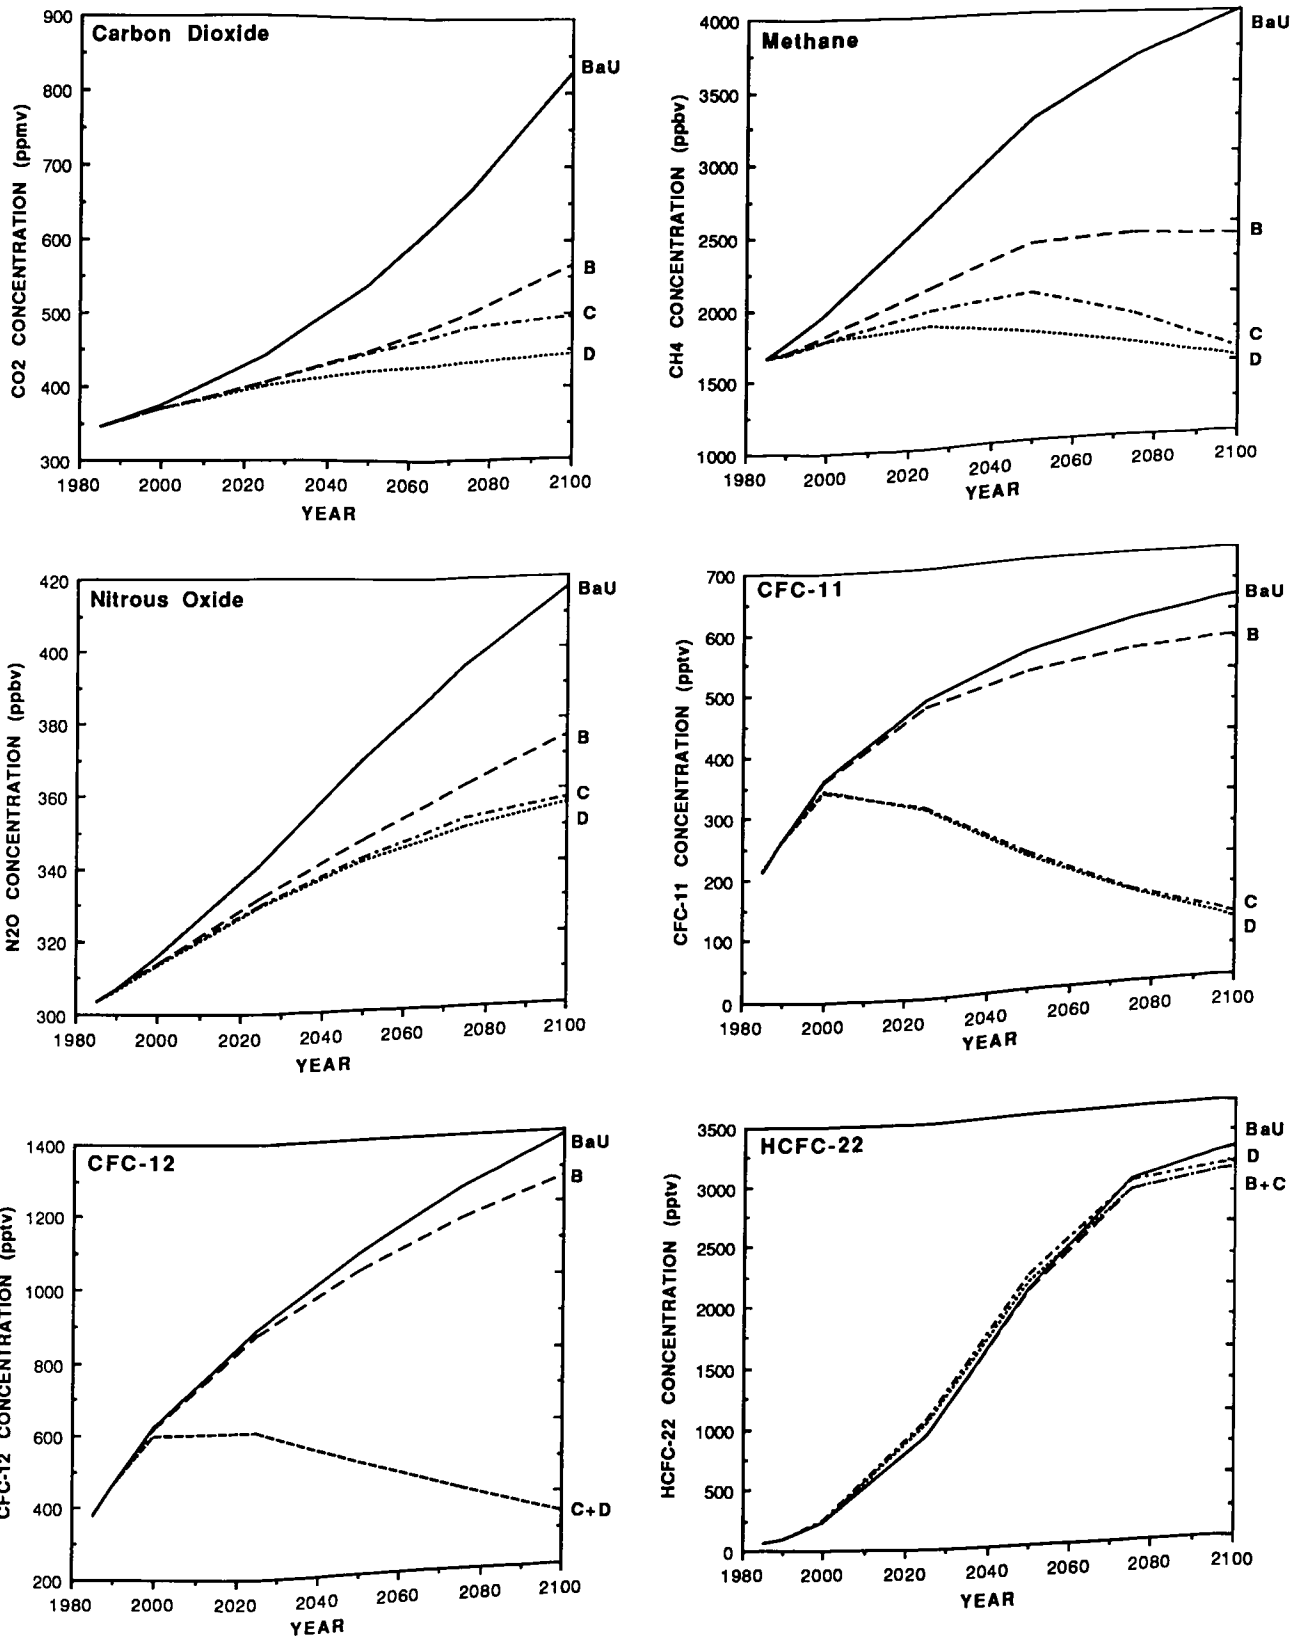 Carbon Dioxide
CO2 CONCENTRATION (ppmv)
900
800
700
600
500
400
300
1980 2000 2020 2040 2060 2080 2100
YEAR
BaU
B
C
D
Methane
CH4 CONCENTRATION (ppbv)
4000
3500
3000
2500
2000
1500
1000
1980 2000 2020 2040 2060 2080 2100
YEAR
BaU
B
C
D
Nitrous Oxide
N2O CONCENTRATION (ppbv)
420
400
380
360
340
320
300
1980 2000 2020 2040 2060 2080 2100
YEAR
BaU
B
C
D
CFC-11
CFC-11 CONCENTRATION (pptv)
700
600
500
400
300
200
100
0
1980 2000 2020 2040 2060 2080 2100
YEAR
BaU
B
C
D
CFC-12
CFC-12 CONCENTRATION (pptv)
1400
1200
1000
800
600
400
200
1980 2000 2020 2040 2060 2080 2100
YEAR
BaU
B
C+D
HCFC-22
HCFC-22 CONCENTRATION (pptv)
3500
3000
2500
2000
1500
1000
500
0
1980 2000 2020 2040 2060 2080 2100
YEAR
BaU
D
B+C